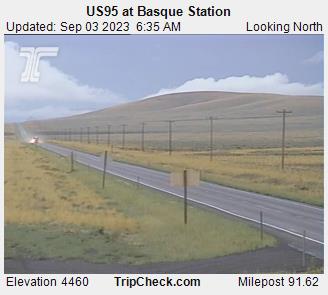 US95 at Basque Station
Updated: Sep 03 2023 6:35 AM Looking North
Elevation 4460 TripCheck.com Milepost 91.62